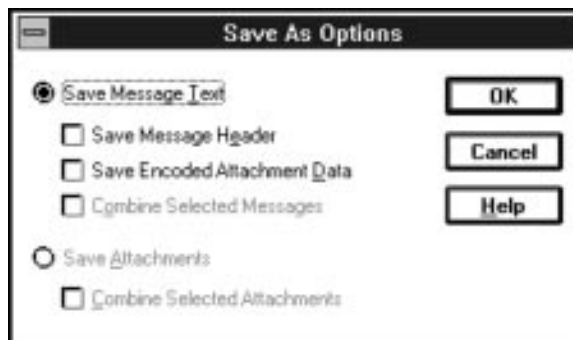 Save As Options
Save Message Text
OK
Save Message Header
Cancel
Save Encoded Attachment Data
Combine Selected Messages
Help
Save Attachments
Combine Selected Attachments